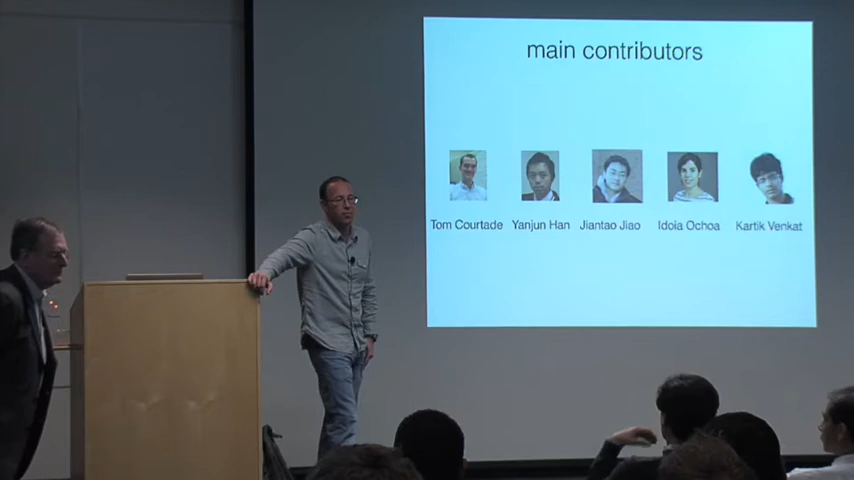 main contributors
Tom Courtade Yanjun Han Jiantao Jiao Idoia Ochoa Kartik Venkat